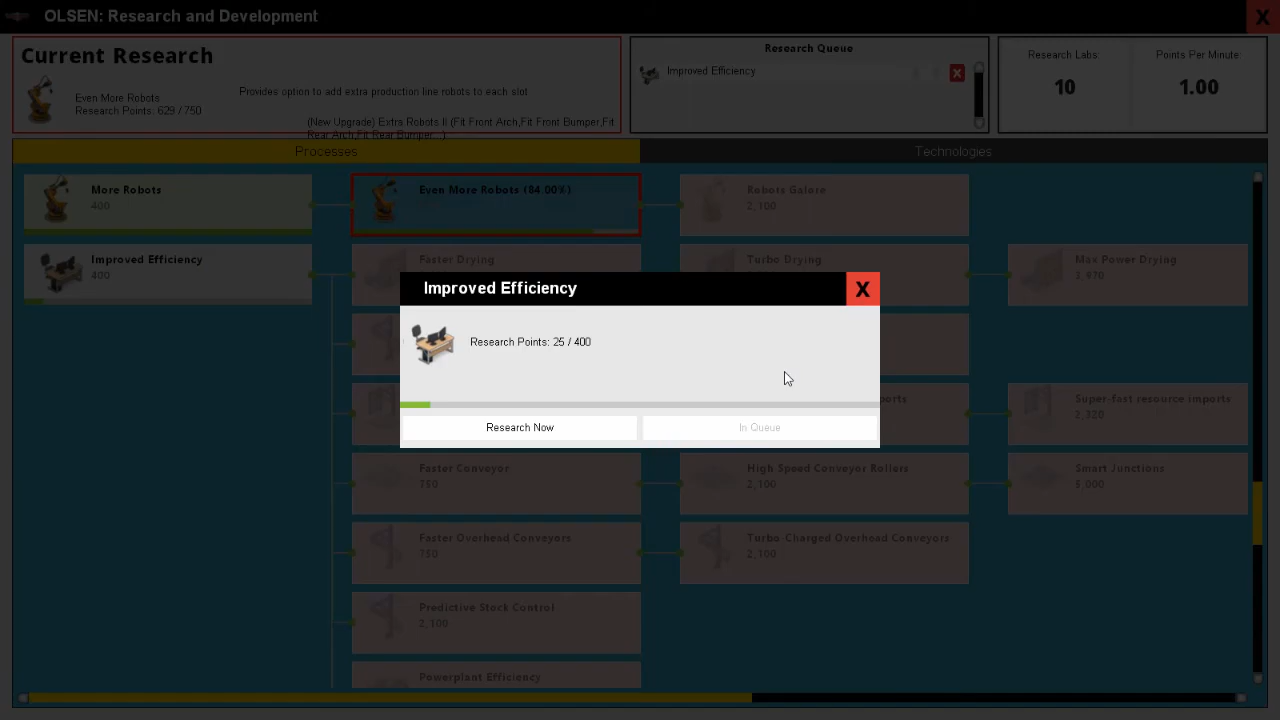 OLSEN: Research and Development
X
Current Research
Even More Robots
Research Points: 629 / 750
Provides option to add extra production line robots to each slot
(New Upgrade) Extra Robots II (Fit Front Arch,Fit Front Bumper,Fit
Rear Arch,Fit Rear Bumper...)
Research Queue
Improved Efficiency
X
Research Labs:
10
Points Per Minute:
1.00
Processes
Technologies
More Robots
400
Even More Robots (84.00%)
Robots Galore
2,100
Improved Efficiency
400
Faster Drying
Turbo Drying
Max Power Drying
3,870
Improved Efficiency
X
Research Points: 25 / 400
Research Now
In Queue
Super-fast resource imports
2,320
Faster Conveyor
750
High Speed Conveyor Rollers
2,100
Smart Junctions
5,000
Faster Overhead Conveyors
750
Turbo-Charged Overhead Conveyors
2,100
Predictive Stock Control
2,100
Powerplant Efficiency